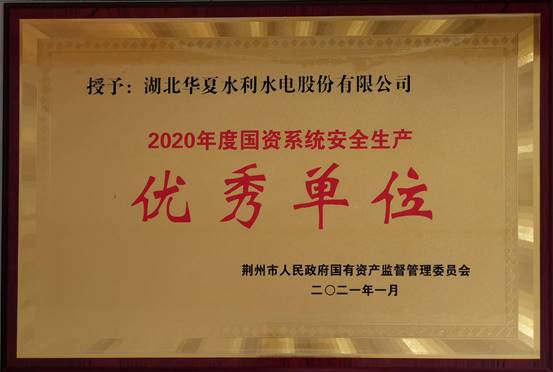 授予：湖北华夏水利水电股份有限公司
2020年度国资系统安全生产
优秀单位
荆州市人民政府国有资产监督管理委员会
二〇二一年一月